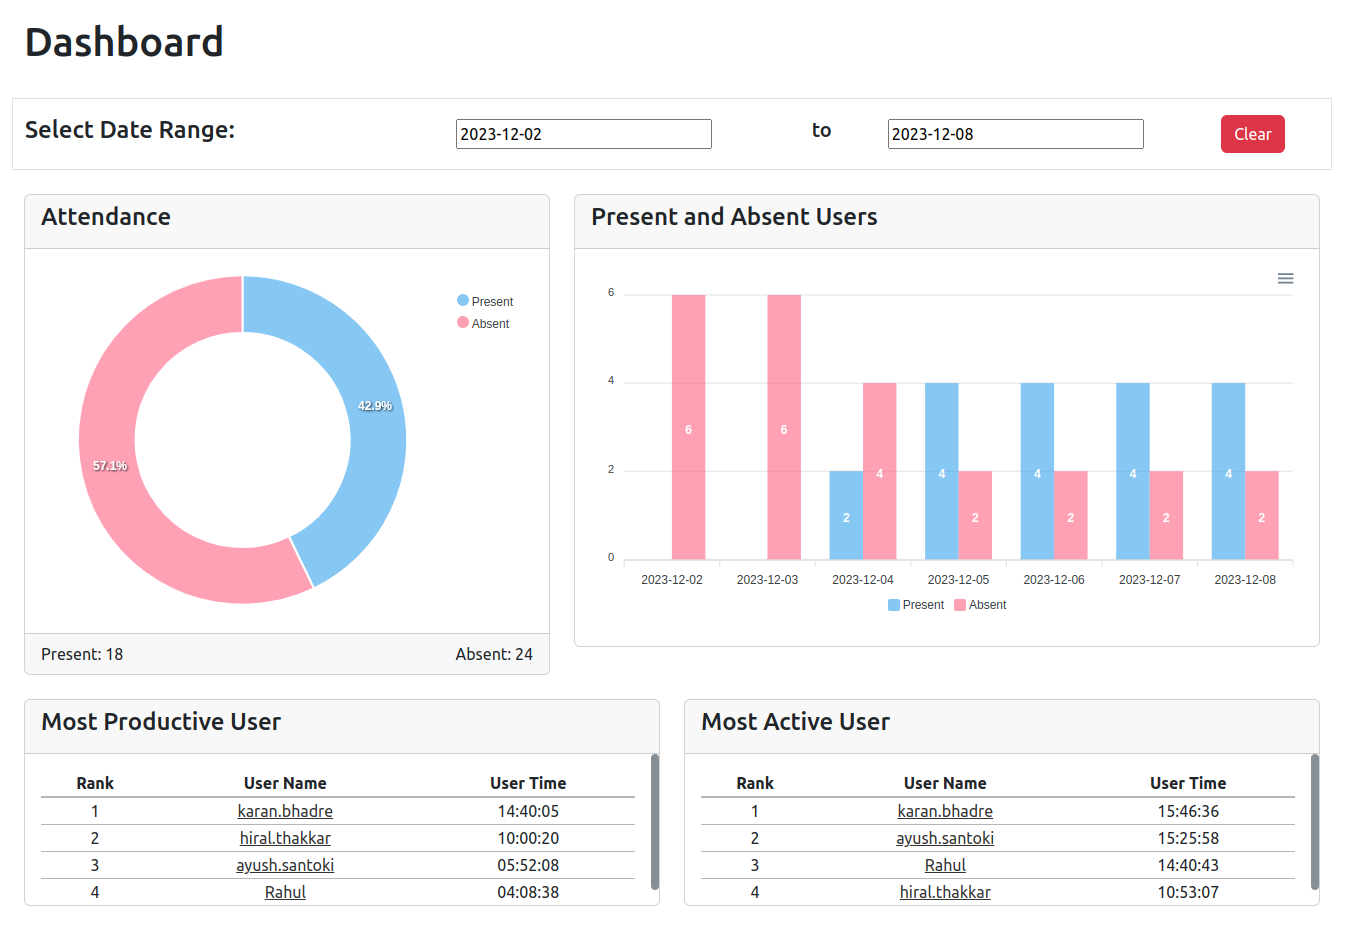 Dashboard
Select Date Range: 2023-12-02 to 2023-12-08 Clear
Attendance
Present
Absent
42.9%
57.1%
Present: 18 Absent: 24
Present and Absent Users
6
4
2
0
6 6 2 4 4 2 4 2 4 2 4 2
2023-12-02 2023-12-03 2023-12-04 2023-12-05 2023-12-06 2023-12-07 2023-12-08
Present Absent
Most Productive User
Rank User Name User Time
1 karan.bhadre 14:40:05
2 hiral.thakkar 10:00:20
3 ayush.santoki 05:52:08
4 Rahul 04:08:38
Most Active User
Rank User Name User Time
1 karan.bhadre 15:46:36
2 ayush.santoki 15:25:58
3 Rahul 14:40:43
4 hiral.thakkar 10:53:07